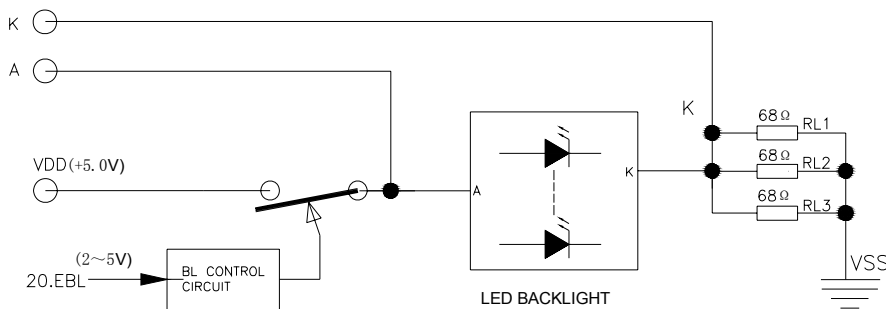 K
A
K
68Ω RL1
VDD(+5.0V)
68Ω RL2
A
K
68Ω RL3
(2～5V)
20.EBL
BL CONTROL
CIRCUIT
VSS
LED BACKLIGHT